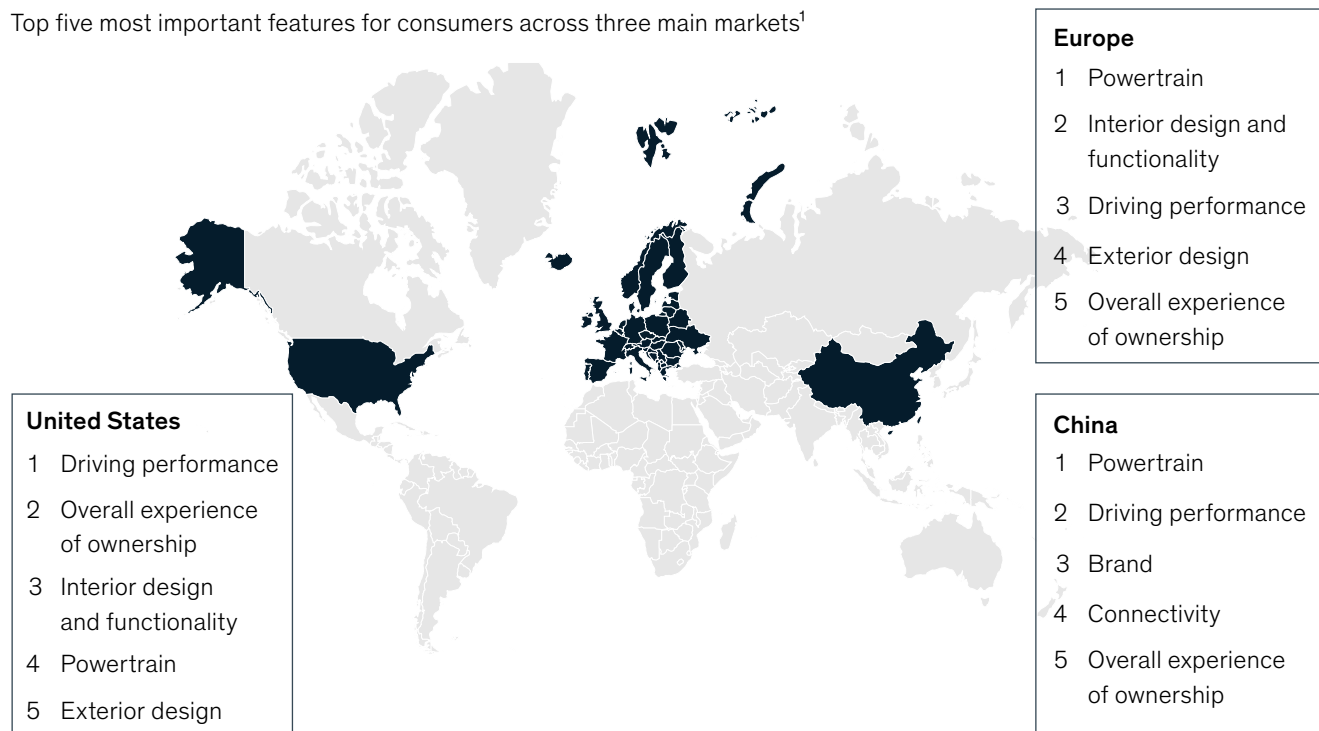 Top five most important features for consumers across three main markets¹
Europe
1 Powertrain
2 Interior design and
functionality
3 Driving performance
4 Exterior design
5 Overall experience
of ownership
United States
1 Driving performance
2 Overall experience
of ownership
3 Interior design
and functionality
4 Powertrain
5 Exterior design
China
1 Powertrain
2 Driving performance
3 Brand
4 Connectivity
5 Overall experience
of ownership